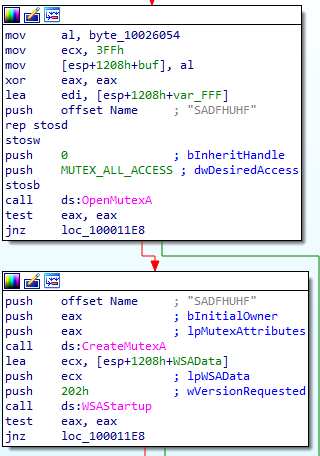 mov al, byte_10026054
mov ecx, 3FFh
mov [esp+1208h+buf], al
xor eax, eax
lea edi, [esp+1208h+var_FFF]
push offset Name ; "SADFHUHF"
rep stosd
stosw
push 0 ; bInheritHandle
push MUTEX_ALL_ACCESS ; dwDesiredAccess
stosb
call ds:OpenMutexA
test eax, eax
jnz loc_100011E8
push offset Name ; "SADFHUHF"
push eax ; bInitialOwner
push eax ; lpMutexAttributes
call ds:CreateMutexA
lea ecx, [esp+1208h+WSAData]
push ecx ; lpWSAData
push 202h ; wVersionRequested
call ds:WSAStartup
test eax, eax
jnz loc_100011E8